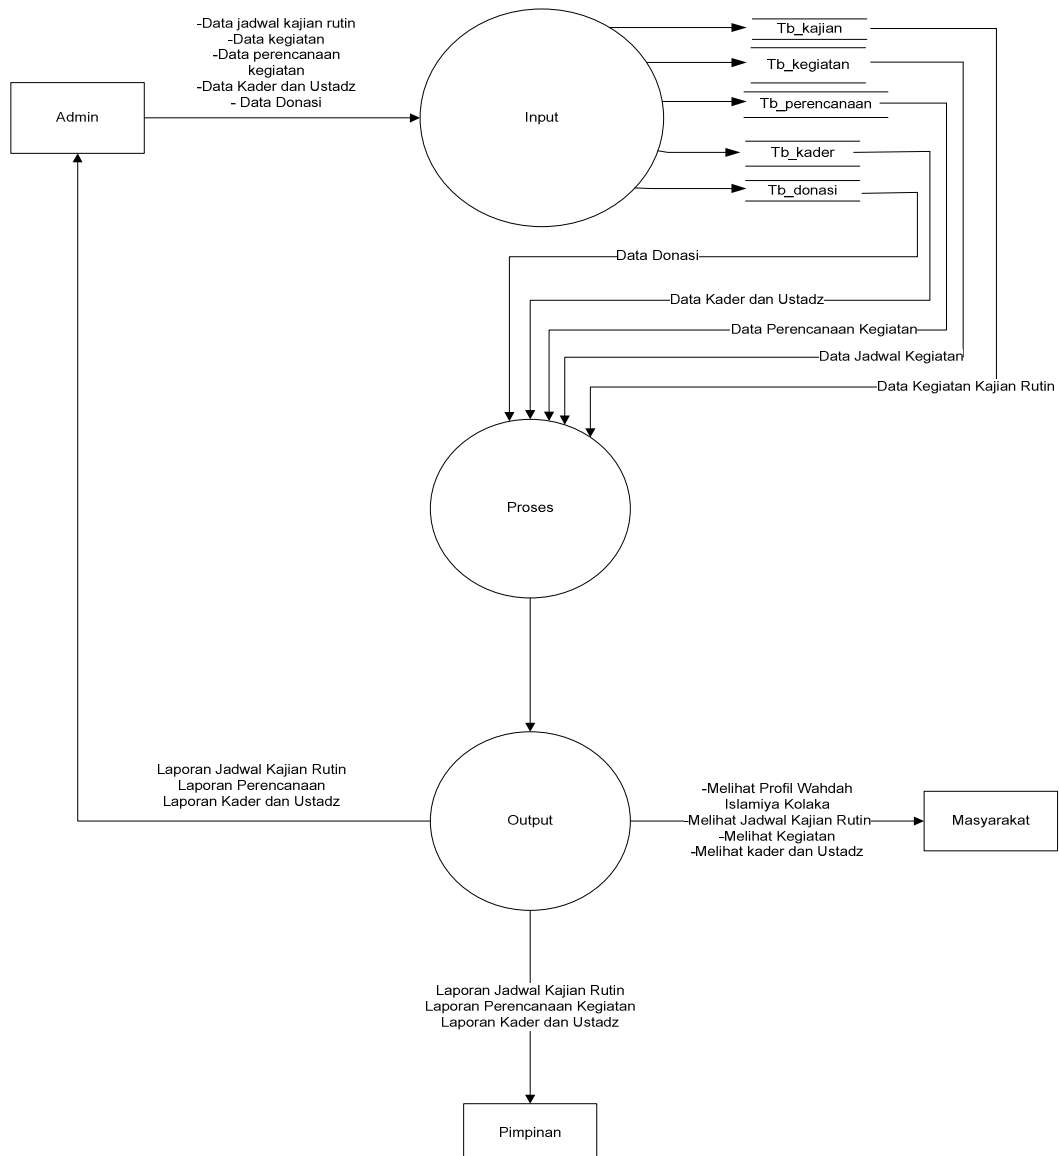 -Data jadwal kajian rutin
-Data kegiatan
-Data perencanaan
kegiatan
-Data Kader dan Ustadz
- Data Donasi
Admin
Input
Tb_kajian
Tb_kegiatan
Tb_perencanaan
Tb_kader
Tb_donasi
Data Donasi
Data Kader dan Ustadz
Data Perencanaan Kegiatan
Data Jadwal Kegiatan
Data Kegiatan Kajian Rutin
Proses
Laporan Jadwal Kajian Rutin
Laporan Perencanaan
Laporan Kader dan Ustadz
Output
-Melihat Profil Wahdah
Islamiya Kolaka
-Melihat Jadwal Kajian Rutin
-Melihat Kegiatan
-Melihat kader dan Ustadz
Masyarakat
Laporan Jadwal Kajian Rutin
Laporan Perencanaan Kegiatan
Laporan Kader dan Ustadz
Pimpinan